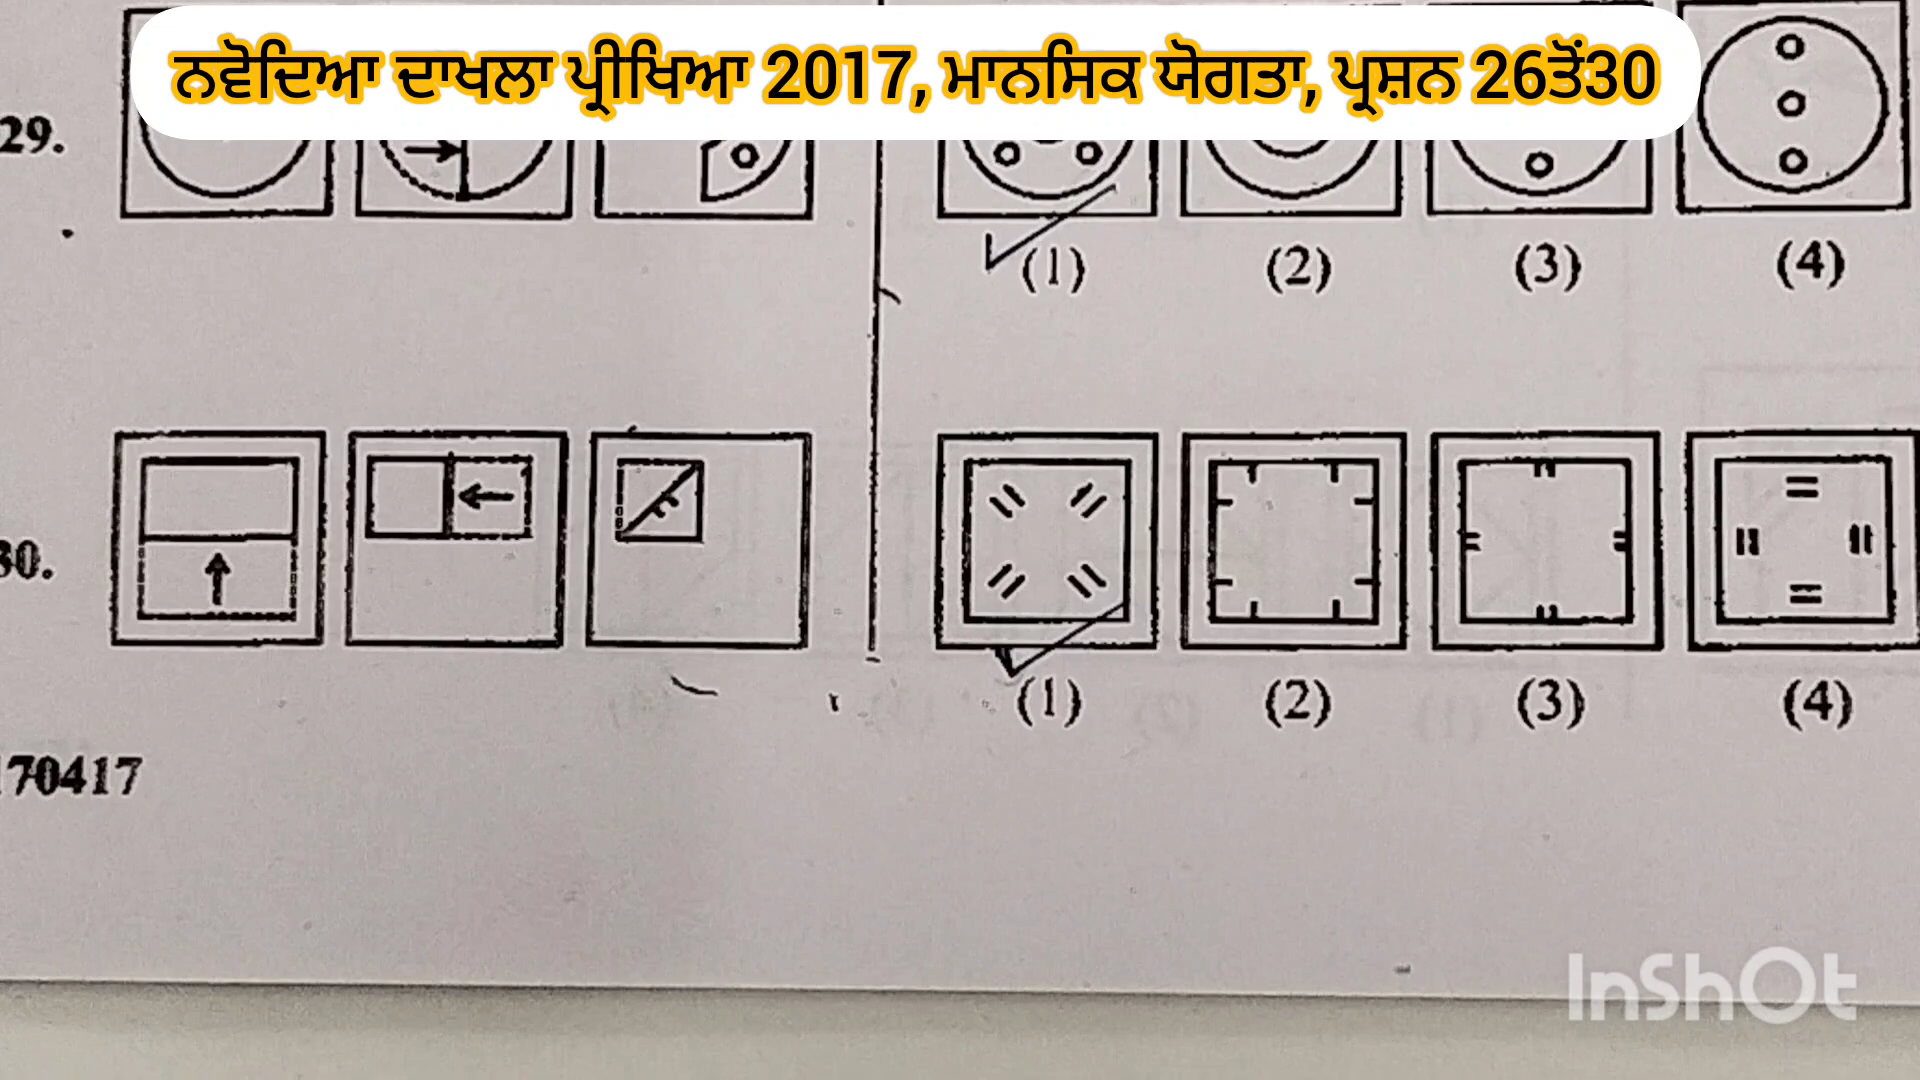 ਨਵੋਦਿਆ ਦਾਖਲਾ ਪ੍ਰੀਖਿਆ 2017, ਮਾਨਸਿਕ ਯੋਗਤਾ, ਪ੍ਰਸ਼ਨ 26ਤੋਂ30
29.
(1) (2) (3) (4)
30.
(1) (2) (3) (4)
170417
InShOt